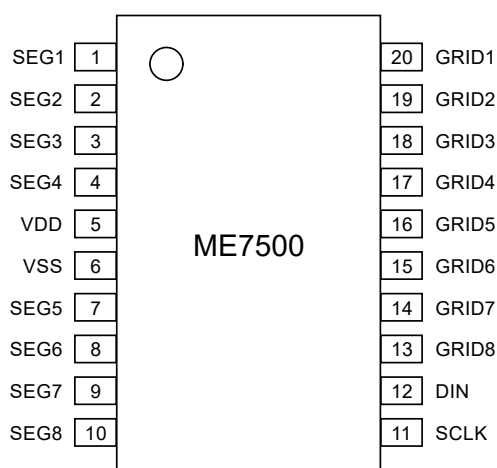 SEG1 1 20 GRID1
SEG2 2 19 GRID2
SEG3 3 18 GRID3
SEG4 4 17 GRID4
VDD 5 16 GRID5
ME7500
VSS 6 15 GRID6
SEG5 7 14 GRID7
SEG6 8 13 GRID8
SEG7 9 12 DIN
SEG8 10 11 SCLK